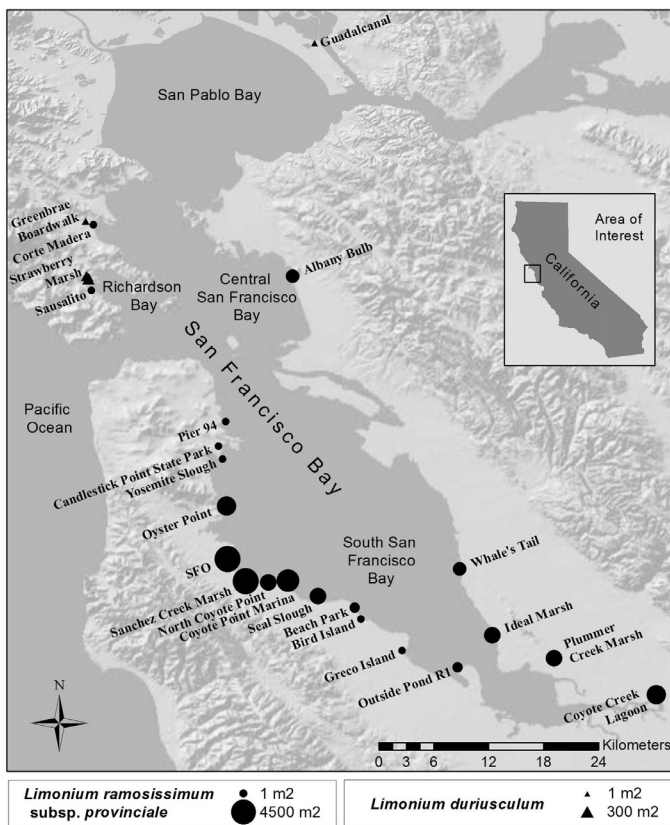 Guadalcanal
San Pablo Bay
Greenbrae
Boardwalk
Corte Madera
Strawberry
Marsh
Sausalito
Richardson
Bay
Central
San Francisco
Bay
Albany Bulb
Area of
Interest
California
San Francisco Bay
Pacific
Ocean
Pier 94
Candlestick Point State Park
Yosemite Slough
Oyster Point
South San
Francisco
Bay
SFO
Whale's Tail
Sanchez Creek Marsh
North Coyote Point
Coyote Point Marina
Seal Slough
Beach Park
Bird Island
Ideal Marsh
Plummer
Creek Marsh
Greco Island
Outside Pond R1
Coyote Creek
Lagoon
N
Kilometers
0 3 6 12 18 24
Limonium ramosissimum
subsp. provinciale
1 m2
4500 m2
Limonium duriusculum
1 m2
300 m2